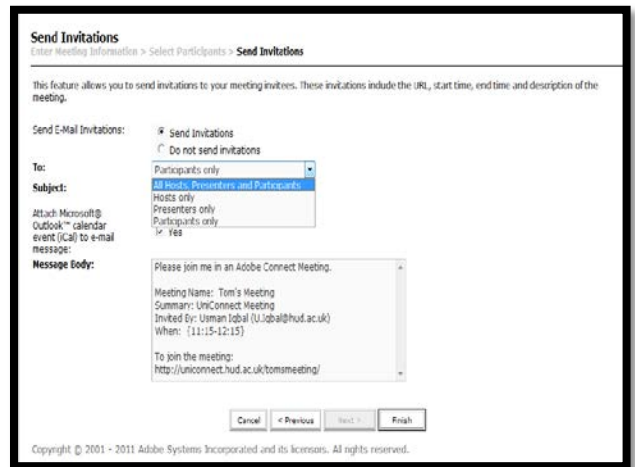 Send Invitations
Enter Meeting Information > Select Participants > Send Invitations
This feature allows you to send invitations to your meeting invitees. These invitations include the URL, start time, end time and description of the
meeting.
Send E-Mail Invitations:
Send Invitations
Do not send invitations
To:
Participants only
Subject:
All Hosts, Presenters and Participants
Hosts only
Presenters only
Participants only
Attach Microsoft®
Outlook™ calendar
event (iCal) to e-mail
message:
Yes
Message Body:
Please join me in an Adobe Connect Meeting.
Meeting Name: Tom's Meeting
Summary: UniConnect Meeting
Invited By: Usman Iqbal (U.Iqbal@hud.ac.uk)
When: {11:15-12:15}
To join the meeting:
http://uniconnect.hud.ac.uk/tomsmeeting/
Cancel
< Previous
Next >
Finish
Copyright © 2001 - 2011 Adobe Systems Incorporated and its licensors. All rights reserved.